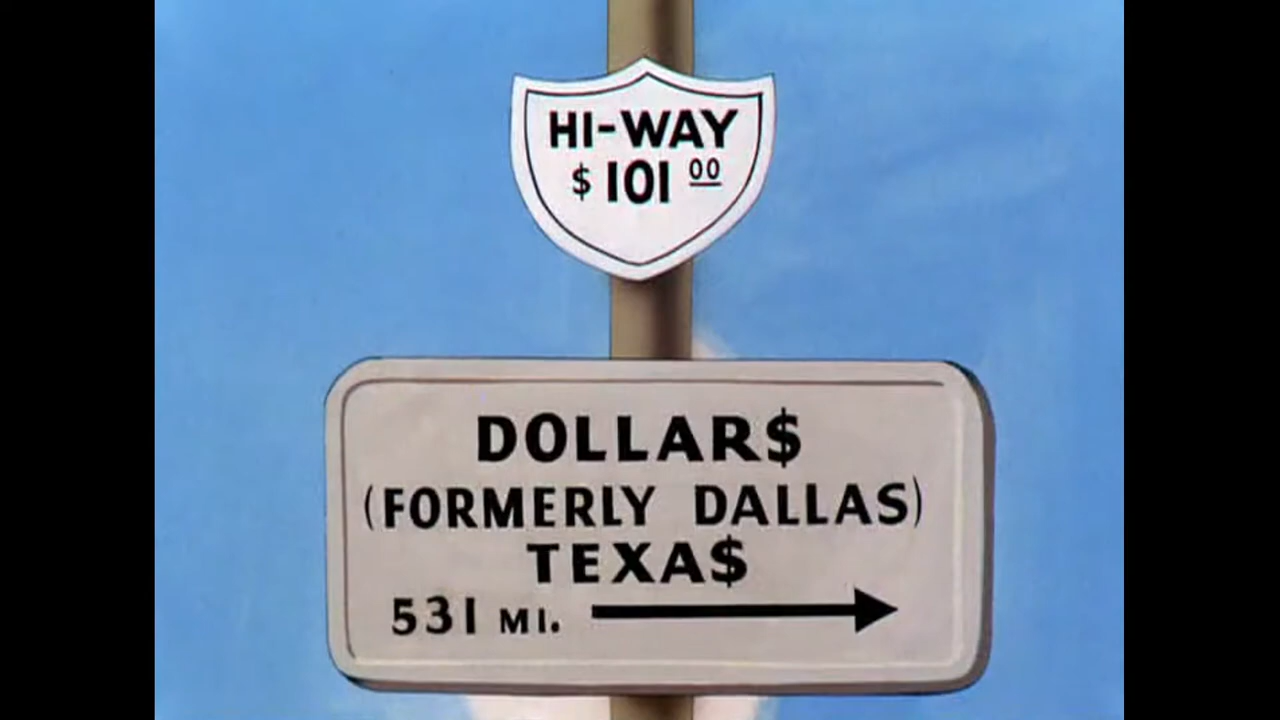 HI-WAY
$ 101 00
DOLLAR$
(FORMERLY DALLAS)
TEXA$
531 MI.